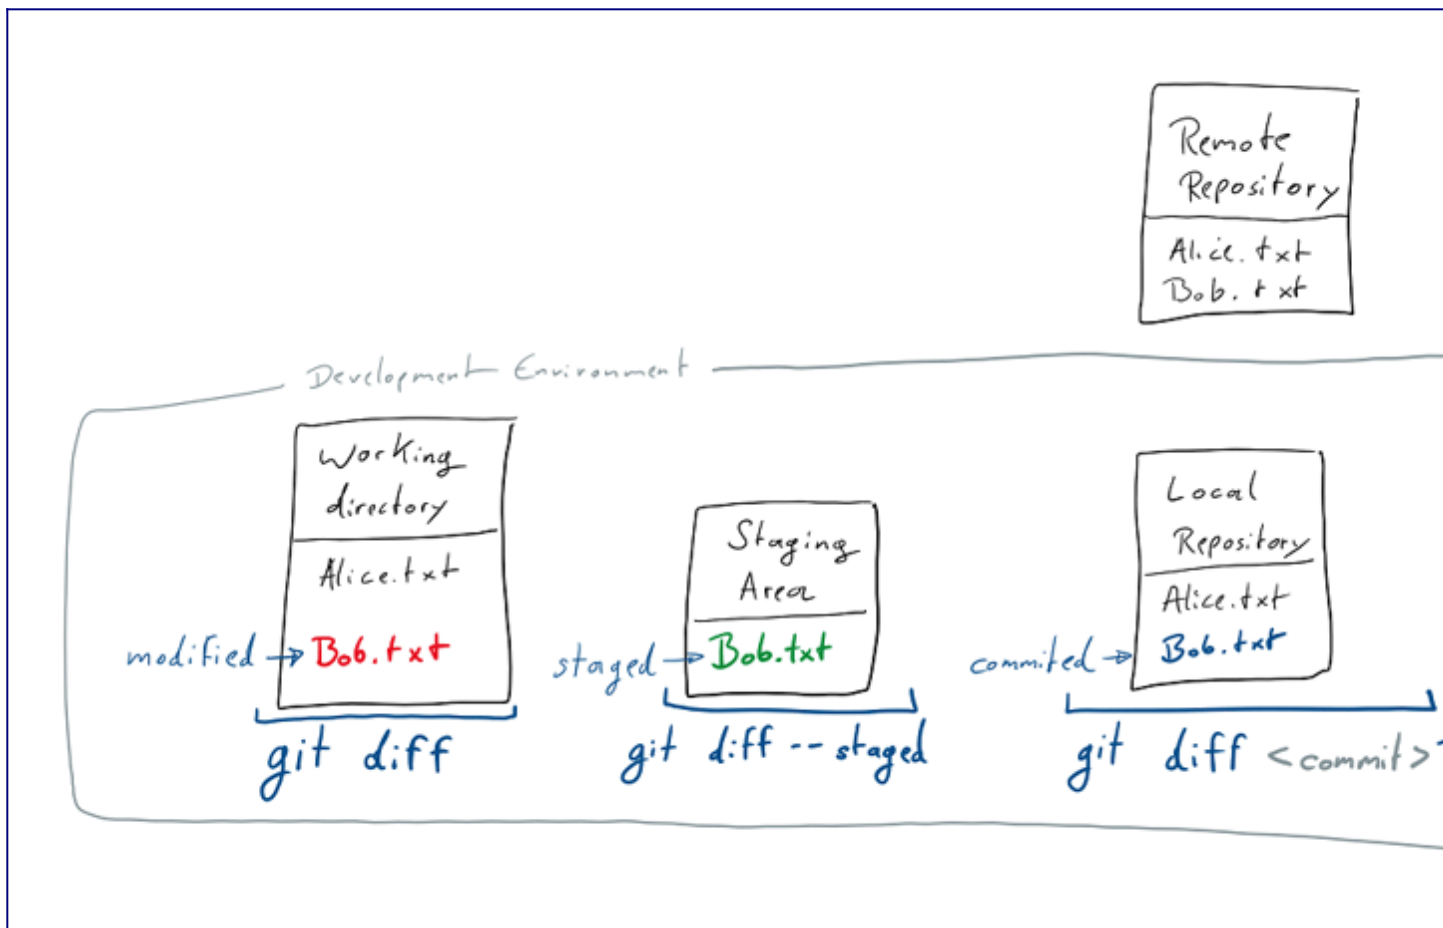 Remote
Repository
Alice.txt
Bob.txt
Development Environment
Working
directory
Alice.txt
modified → Bob.txt
git diff
Staging
Area
staged → Bob.txt
git diff --staged
Local
Repository
Alice.txt
commited → Bob.txt
git diff <commit>